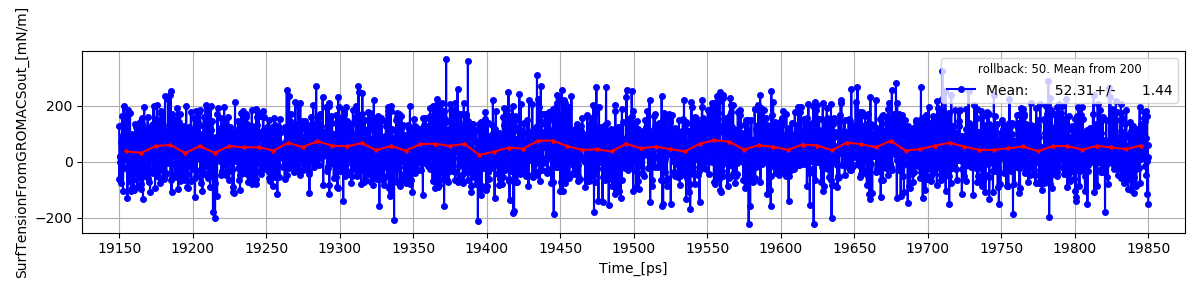 SurfTensionFromGROMACSout_[mN/m]
200
0
−200
rollback: 50. Mean from 200
Mean: 52.31+/- 1.44
19150 19200 19250 19300 19350 19400 19450 19500 19550 19600 19650 19700 19750 19800 19850
Time_[ps]